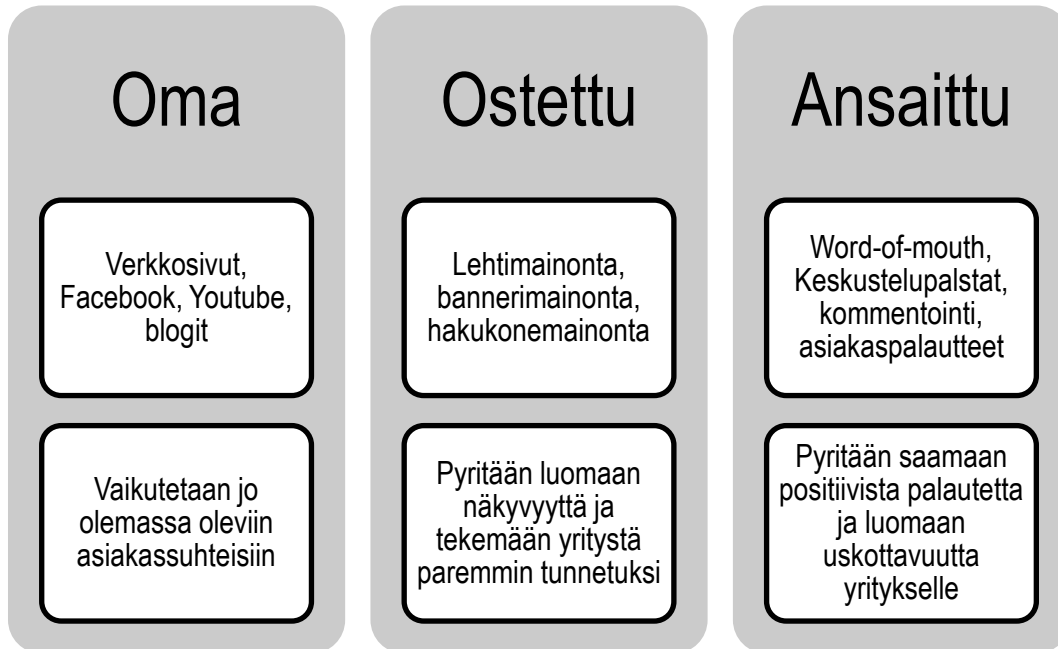 Oma
Verkkosivut,
Facebook, Youtube,
blogit
Vaikutetaan jo
olemassa oleviin
asiakassuhteisiin
Ostettu
Lehtimainonta,
bannerimainonta,
hakukonemainonta
Pyritään luomaan
näkyvyyttä ja
tekemään yritystä
paremmin tunnetuksi
Ansaittu
Word-of-mouth,
Keskustelupalstat,
kommentointi,
asiakaspalautteet
Pyritään saamaan
positiivista palautetta
ja luomaan
uskottavuutta
yritykselle